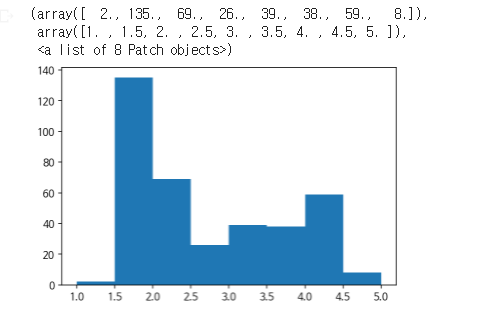 (array([  2., 135.,  69.,  26.,  39.,  38.,  59.,   8.]),
array([1. , 1.5, 2. , 2.5, 3. , 3.5, 4. , 4.5, 5. ]),
<a list of 8 Patch objects>)
140
120
100
80
60
40
20
0
1.0 1.5 2.0 2.5 3.0 3.5 4.0 4.5 5.0